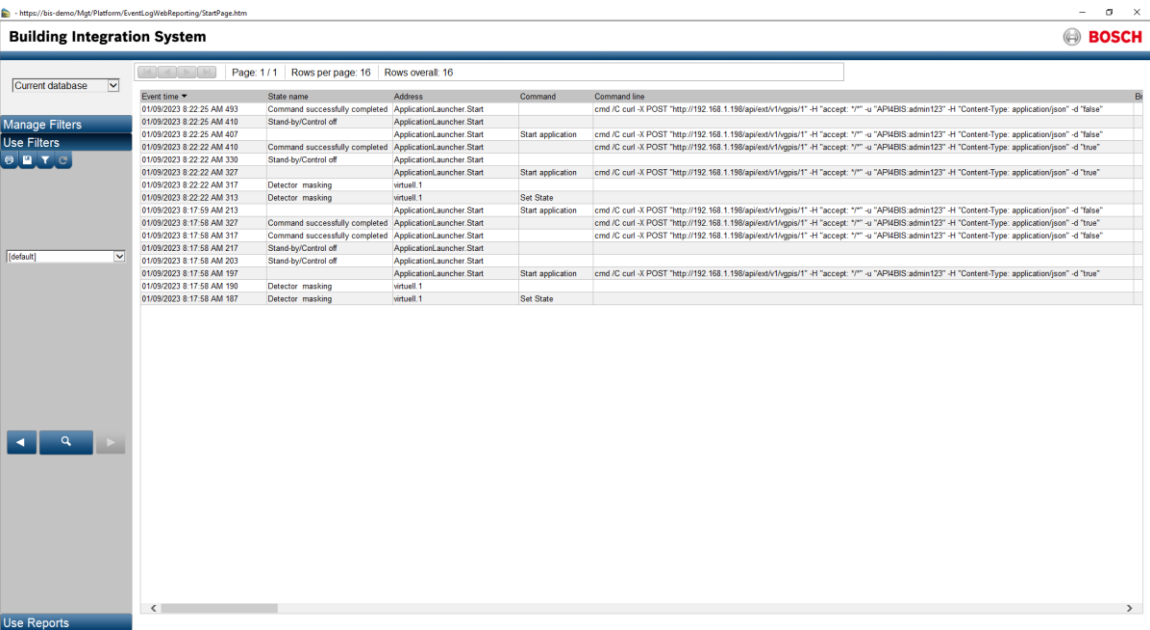 - https://bis-demo/Mgt/Platform/EventLogWebReporting/StartPage.htm
Building Integration System
BOSCH
Current database
Page: 1 / 1 Rows per page: 16 Rows overall: 16
Manage Filters
Use Filters
[default]
Use Reports
Event time State name Address Command Command line
01/09/2023 8:22:25 AM 493 Command successfully completed ApplicationLauncher.Start cmd /C curl -X POST "http://192.168.1.198/api/ext/v1/vgpis/1" -H "accept: */*" -u "API4BIS:admin123" -H "Content-Type: application/json" -d "false"
01/09/2023 8:22:25 AM 410 Stand-by/Control off ApplicationLauncher.Start
01/09/2023 8:22:25 AM 407 ApplicationLauncher.Start Start application cmd /C curl -X POST "http://192.168.1.198/api/ext/v1/vgpis/1" -H "accept: */*" -u "API4BIS:admin123" -H "Content-Type: application/json" -d "false"
01/09/2023 8:22:22 AM 410 Command successfully completed ApplicationLauncher.Start cmd /C curl -X POST "http://192.168.1.198/api/ext/v1/vgpis/1" -H "accept: */*" -u "API4BIS:admin123" -H "Content-Type: application/json" -d "true"
01/09/2023 8:22:22 AM 330 Stand-by/Control off ApplicationLauncher.Start
01/09/2023 8:22:22 AM 327 ApplicationLauncher.Start Start application cmd /C curl -X POST "http://192.168.1.198/api/ext/v1/vgpis/1" -H "accept: */*" -u "API4BIS:admin123" -H "Content-Type: application/json" -d "true"
01/09/2023 8:22:22 AM 317 Detector masking virtuell.1
01/09/2023 8:22:22 AM 313 Detector masking virtuell.1 Set State
01/09/2023 8:17:59 AM 213 ApplicationLauncher.Start Start application cmd /C curl -X POST "http://192.168.1.198/api/ext/v1/vgpis/1" -H "accept: */*" -u "API4BIS:admin123" -H "Content-Type: application/json" -d "false"
01/09/2023 8:17:58 AM 327 Command successfully completed ApplicationLauncher.Start cmd /C curl -X POST "http://192.168.1.198/api/ext/v1/vgpis/1" -H "accept: */*" -u "API4BIS:admin123" -H "Content-Type: application/json" -d "true"
01/09/2023 8:17:58 AM 317 Command successfully completed ApplicationLauncher.Start cmd /C curl -X POST "http://192.168.1.198/api/ext/v1/vgpis/1" -H "accept: */*" -u "API4BIS:admin123" -H "Content-Type: application/json" -d "false"
01/09/2023 8:17:58 AM 217 Stand-by/Control off ApplicationLauncher.Start
01/09/2023 8:17:58 AM 203 Stand-by/Control off ApplicationLauncher.Start
01/09/2023 8:17:58 AM 197 ApplicationLauncher.Start Start application cmd /C curl -X POST "http://192.168.1.198/api/ext/v1/vgpis/1" -H "accept: */*" -u "API4BIS:admin123" -H "Content-Type: application/json" -d "true"
01/09/2023 8:17:58 AM 190 Detector masking virtuell.1
01/09/2023 8:17:58 AM 187 Detector masking virtuell.1 Set State